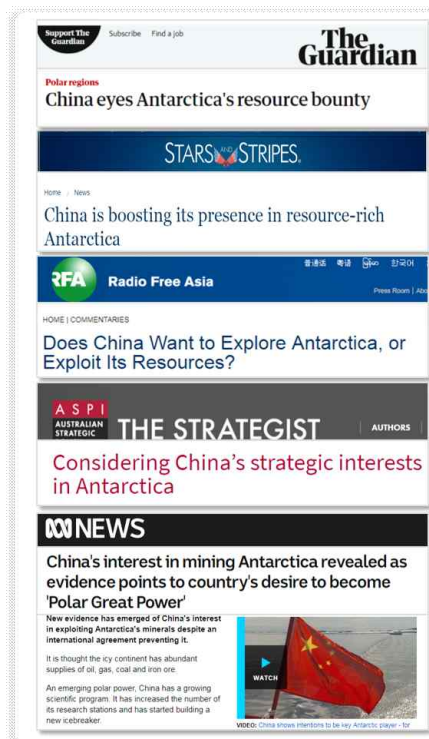 Support The Guardian
Subscribe Find a job
The Guardian
Polar regions
China eyes Antarctica's resource bounty
STARS AND STRIPES.
Home News
China is boosting its presence in resource-rich
Antarctica
普通话 粤语 한국어
RFA Radio Free Asia
Press Room | Abo
HOME | COMMENTARIES
Does China Want to Explore Antarctica, or
Exploit Its Resources?
ASPI
AUSTRALIAN
STRATEGIC
THE STRATEGIST
AUTHORS
Considering China's strategic interests
in Antarctica
NEWS
China's interest in mining Antarctica revealed as
evidence points to country's desire to become
'Polar Great Power'
New evidence has emerged of China's interest
in exploiting Antarctica's minerals despite an
international agreement preventing it.
It is thought the icy continent has abundant
supplies of oil, gas, coal and iron ore.
An emerging polar power, China has a growing
scientific program. It has increased the number of
its research stations and has started building a
new icebreaker.
WATCH
VIDEO: China shows intentions to be key Antarctic player - for